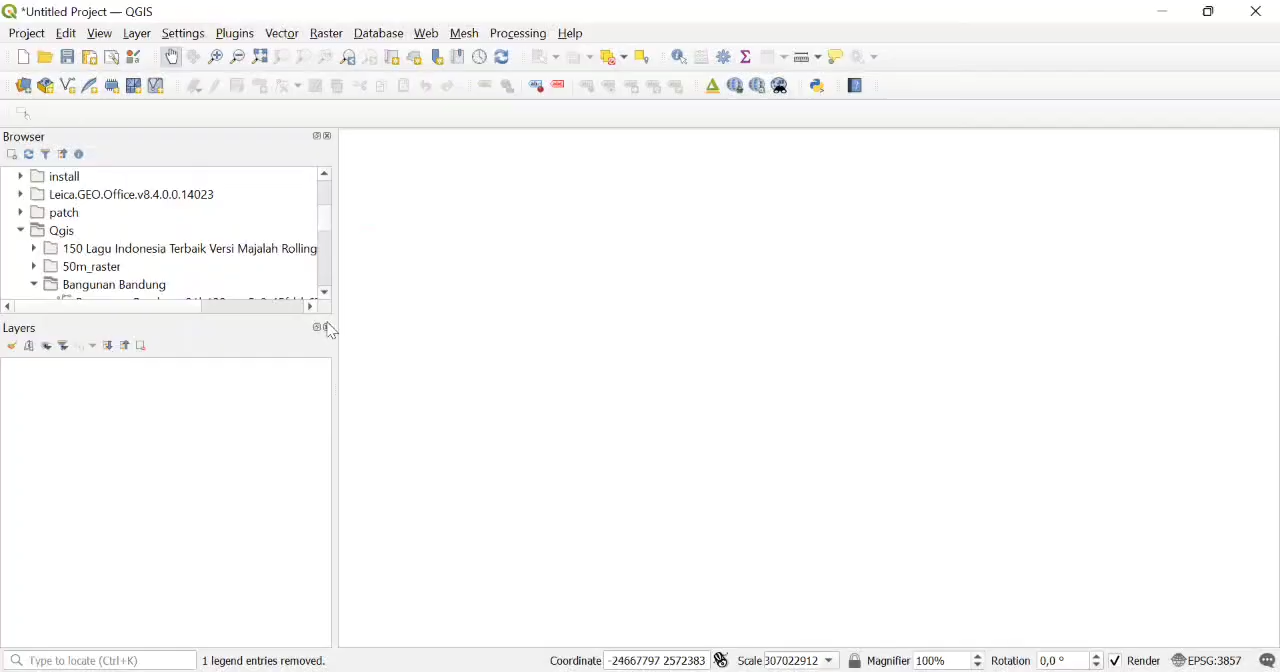 *Untitled Project — QGIS
Project Edit View Layer Settings Plugins Vector Raster Database Web Mesh Processing Help
Browser
install
Leica.GEO.Office.v8.4.0.0.14023
patch
Qgis
150 Lagu Indonesia Terbaik Versi Majalah Rolling
50m_raster
Bangunan Bandung
Layers
Type to locate (Ctrl+K) 1 legend entries removed. Coordinate -24667797 2572383 Scale 307022912 Magnifier 100% Rotation 0,0 ° Render EPSG:3857